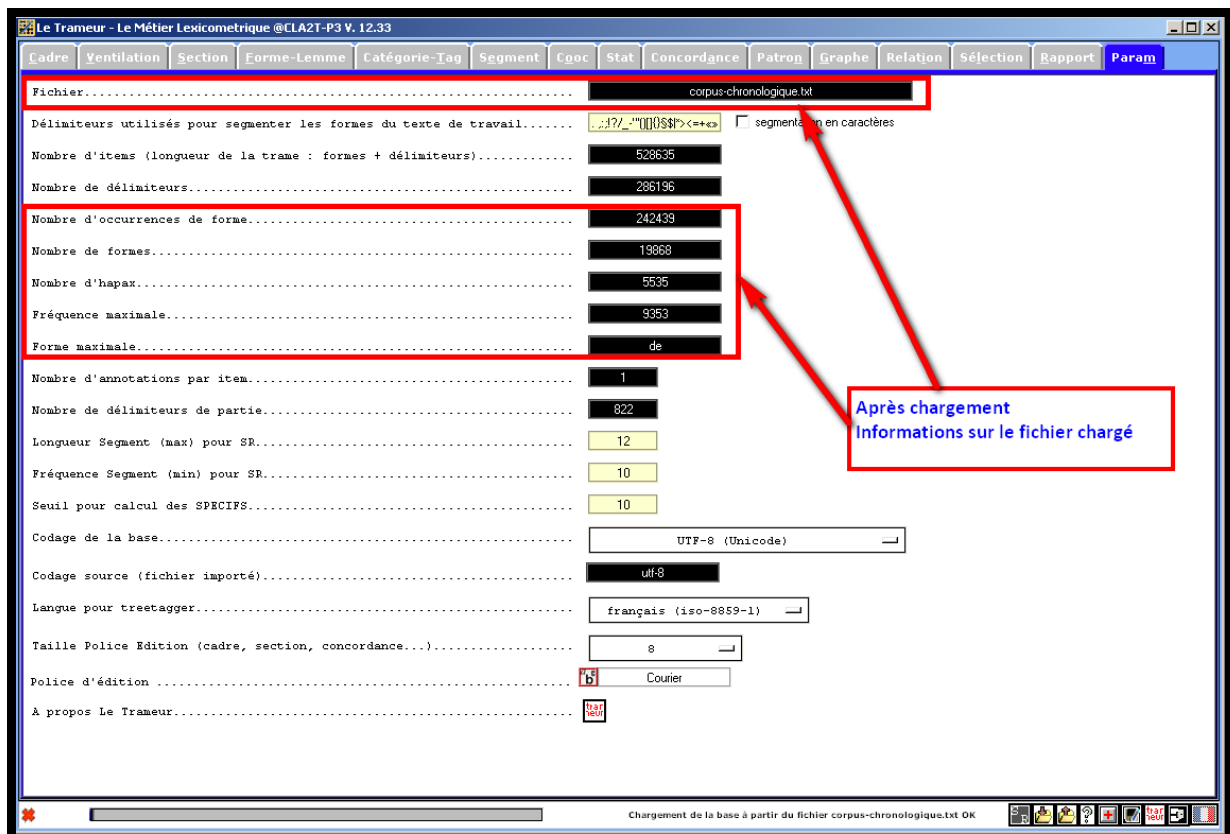 Le Trameur - Le Métier Lexicometrique @CLA2T-P3 V. 12.33
Cadre Ventilation Section Forme-Lemme Catégorie-Tag Segment Cooc Stat Concordance Patron Graphe Relation Sélection Rapport Param
Fichier.............................................................. corpus-chronologique.txt
Délimiteurs utilisés pour segmenter les formes du texte de travail....... segmentation en caractères
Nombre d'items (longueur de la trame : formes + délimiteurs)............. 528635
Nombre de délimiteurs.................................................... 286196
Nombre d'occurrences de forme............................................ 242439
Nombre de formes......................................................... 19868
Nombre d'hapax........................................................... 5535
Fréquence maximale....................................................... 9353
Forme maximale........................................................... de
Nombre d'annotations par item............................................ 1
Nombre de délimiteurs de partie.......................................... 822
Après chargement
Informations sur le fichier chargé
Longueur Segment (max) pour SR........................................... 12
Fréquence Segment (min) pour SR.......................................... 10
Seuil pour calcul des SPECIFS............................................ 10
Codage de la base........................................................ UTF-8 (Unicode)
Codage source (fichier importé).......................................... utf-8
Langue pour treetagger................................................... français (iso-8859-1)
Taille Police Edition (cadre, section, concordance...)................... 8
Police d'édition ........................................................ Courier
A propos Le Trameur...................................................... tra meur
Chargement de la base à partir du fichier corpus-chronologique.txt OK